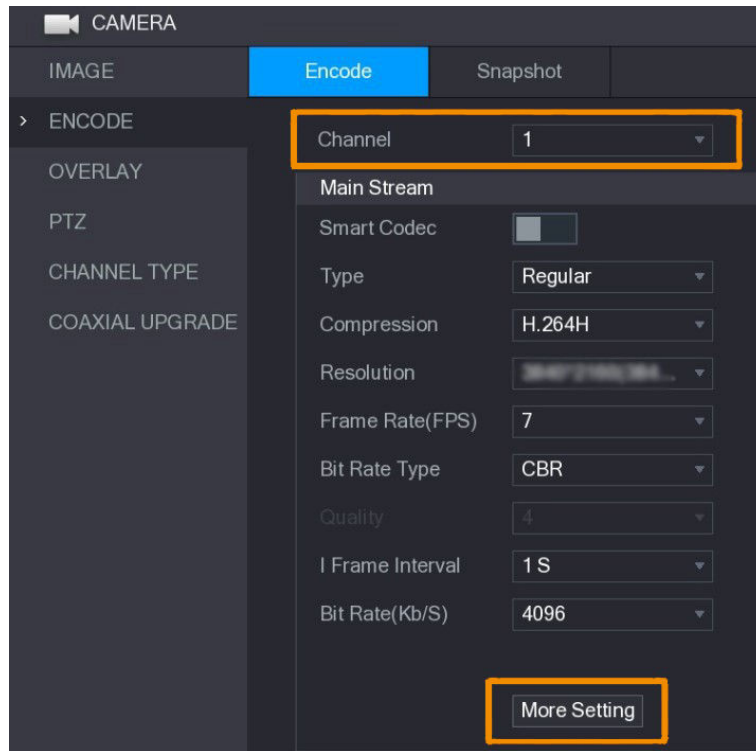 CAMERA
IMAGE
Encode Snapshot
> ENCODE
Channel 1
OVERLAY
Main Stream
PTZ
Smart Codec
CHANNEL TYPE
Type Regular
COAXIAL UPGRADE
Compression H.264H
Resolution
Frame Rate(FPS) 7
Bit Rate Type CBR
Quality 4
I Frame Interval 1 S
Bit Rate(Kb/S) 4096
More Setting